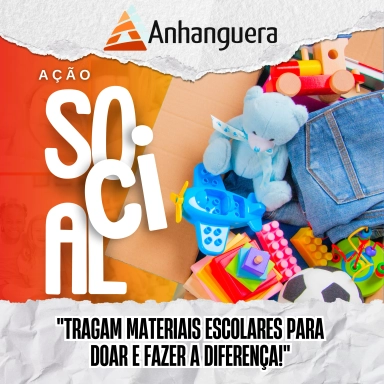 Anhanguera
AÇÃO
SO
Ci
AL
"TRAGAM MATERIAIS ESCOLARES PARA
DOAR E FAZER A DIFERENÇA!"